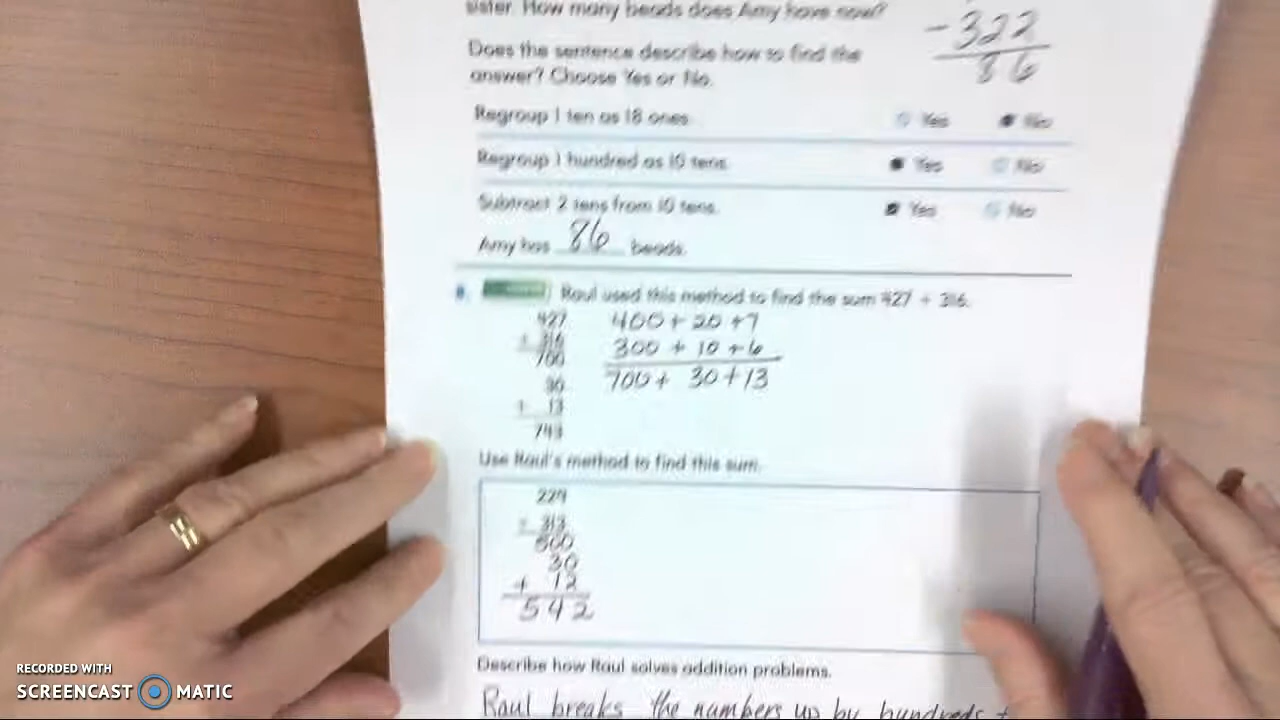 sister. How many beads does Amy have now?
- 322
86
Does the sentence describe how to find the
answer? Choose Yes or No.
Regroup 1 ten as 18 ones. Yes No
Regroup 1 hundred as 10 tens. Yes No
Subtract 2 tens from 10 tens. Yes No
Amy has 86 beads.
Raul used this method to find the sum 427 + 316.
427
+ 316
700
30
+ 13
743
400 + 20 + 7
300 + 10 + 6
700 + 30 + 13
Use Raul's method to find this sum.
229
+ 313
500
30
+ 12
542
Describe how Raul solves addition problems.
Raul breaks the numbers up by hundreds +
RECORDED WITH
SCREENCAST MATIC